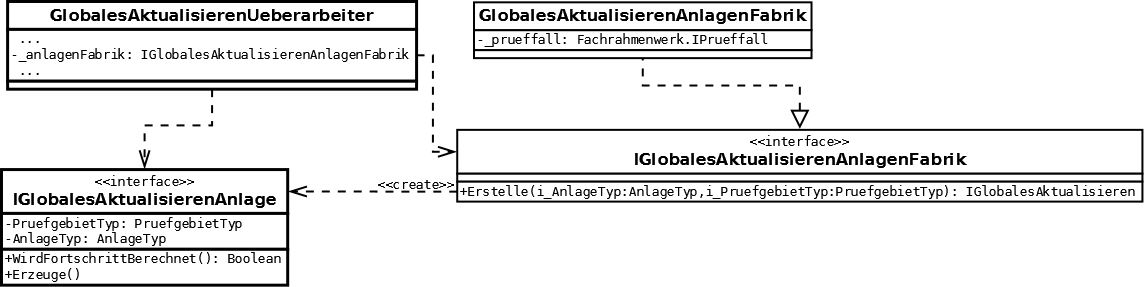 GlobalesAktualisierenUeberarbeiter
...
-_anlagenFabrik: IGlobalesAktualisierenAnlagenFabrik
...
GlobalesAktualisierenAnlagenFabrik
-_prueffall: Fachrahmenwerk.IPrueffall
<<interface>>
IGlobalesAktualisierenAnlagenFabrik
+Erstelle(i_AnlageTyp:AnlageTyp,i_PruefgebietTyp:PruefgebietTyp): IGlobalesAktualisieren
<<create>>
<<interface>>
IGlobalesAktualisierenAnlage
-PruefgebietTyp: PruefgebietTyp
-AnlageTyp: AnlageTyp
+WirdFortschrittBerechnet(): Boolean
+Erzeuge()